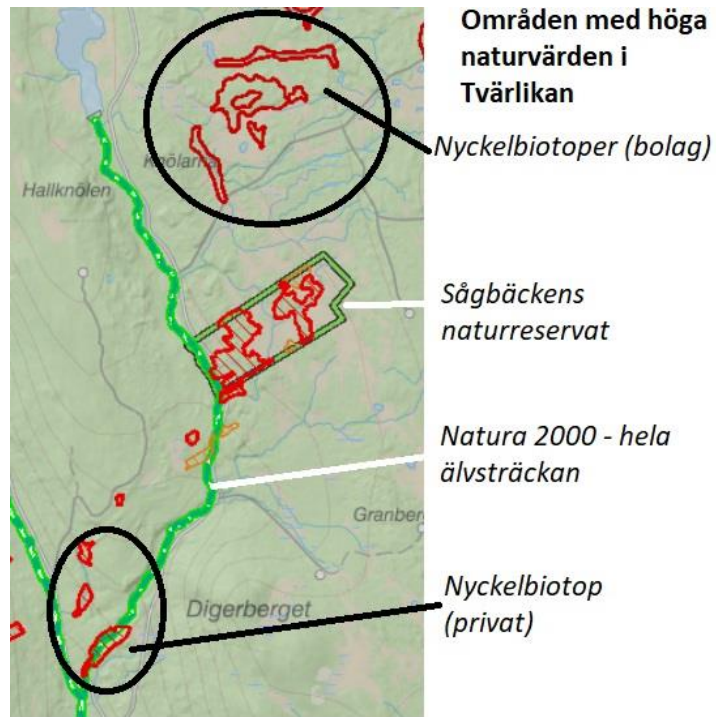 Områden med höga
naturvärden i
Tvärlikan
Nyckelbiotoper (bolag)
Hallknölen
Sågbäckens
naturreservat
Natura 2000 - hela
älvsträckan
Granberg
Digerberget
Nyckelbiotop
(privat)